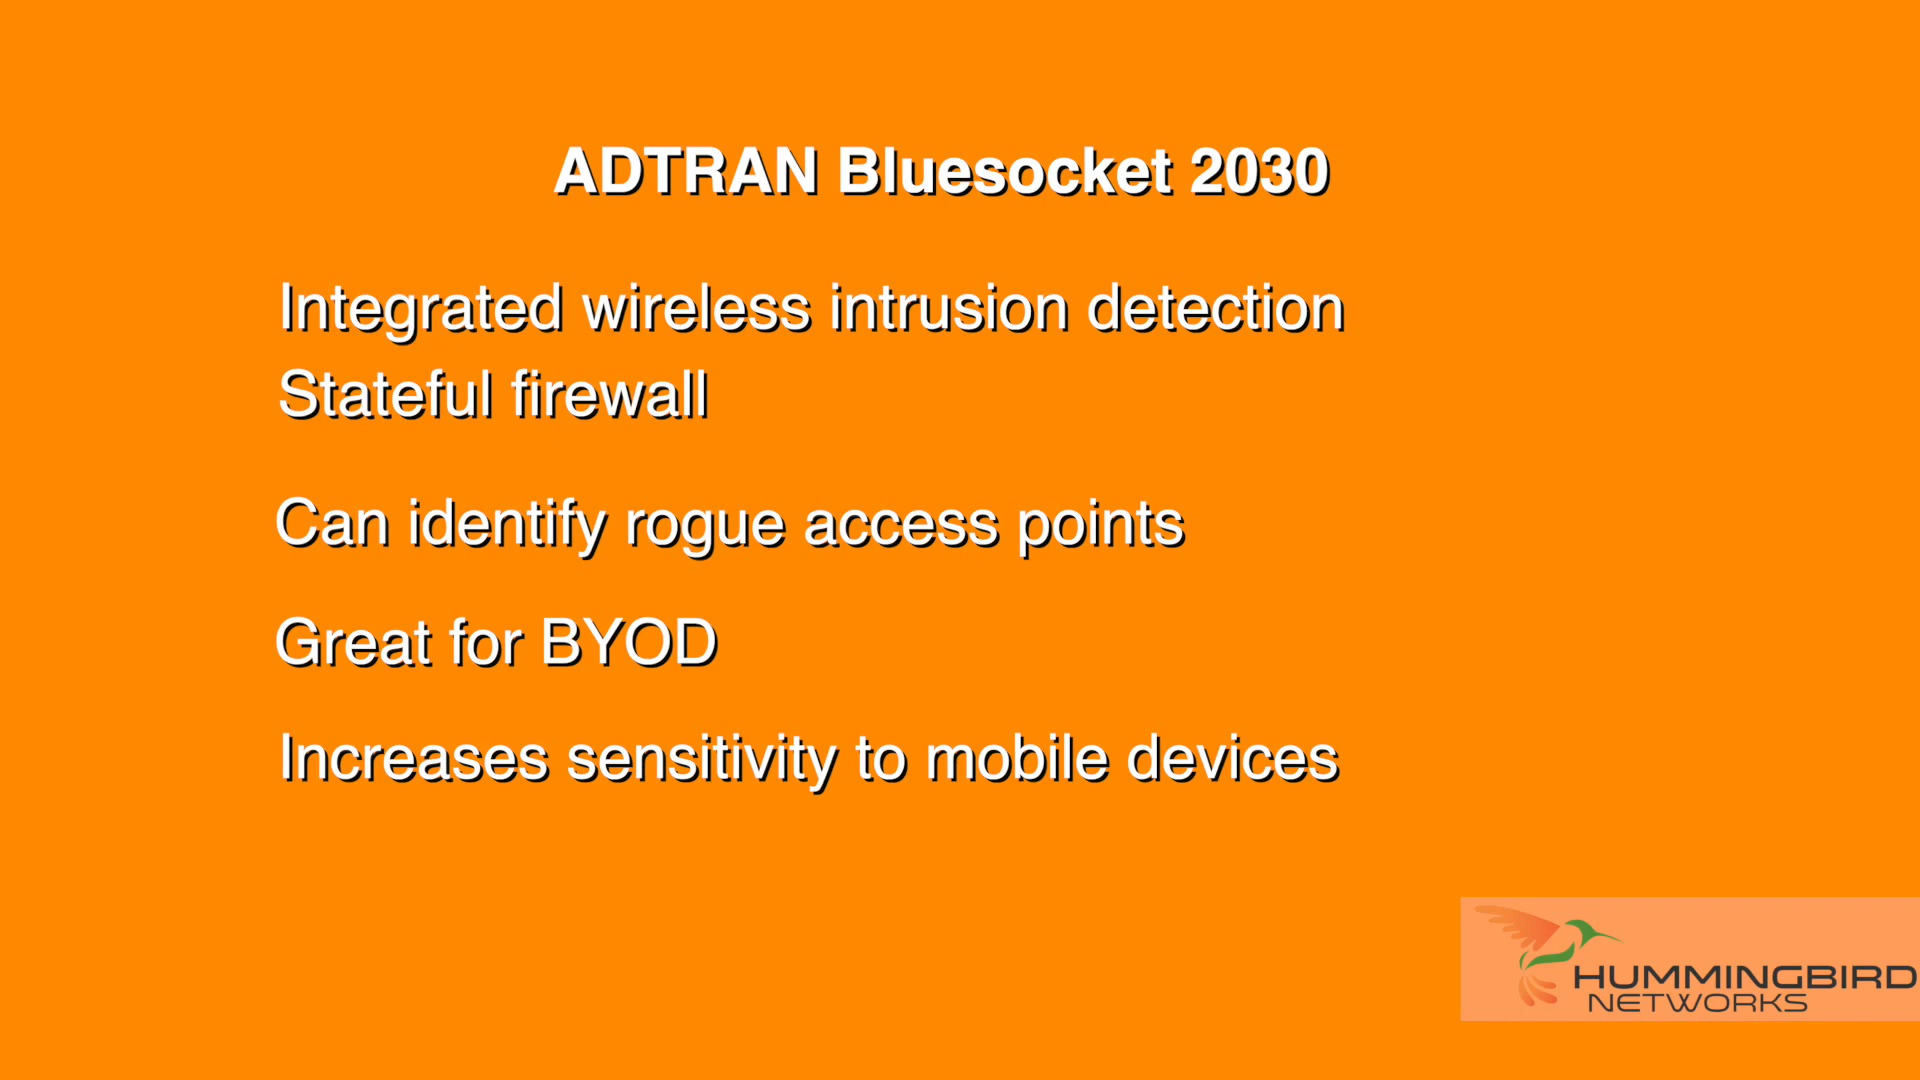 ADTRAN Bluesocket 2030
Integrated wireless intrusion detection
Stateful firewall
Can identify rogue access points
Great for BYOD
Increases sensitivity to mobile devices
HUMMINGBIRD
NETWORKS